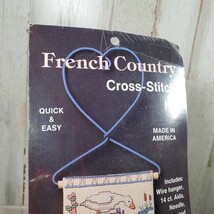 French Country
Cross-Stitch
QUICK
& EASY
MADE IN
AMERICA
Includes:
Wire hanger,
14 ct. Aida,
Needle,